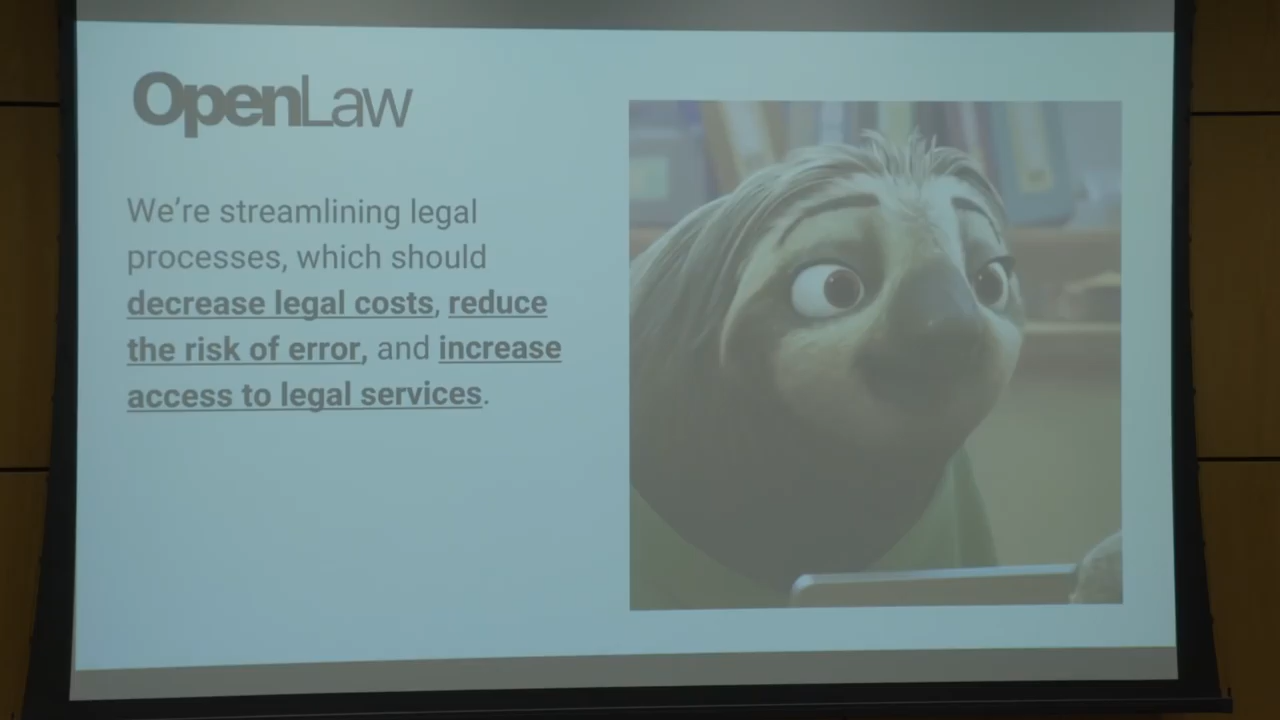 OpenLaw
We're streamlining legal
processes, which should
decrease legal costs, reduce
the risk of error, and increase
access to legal services.